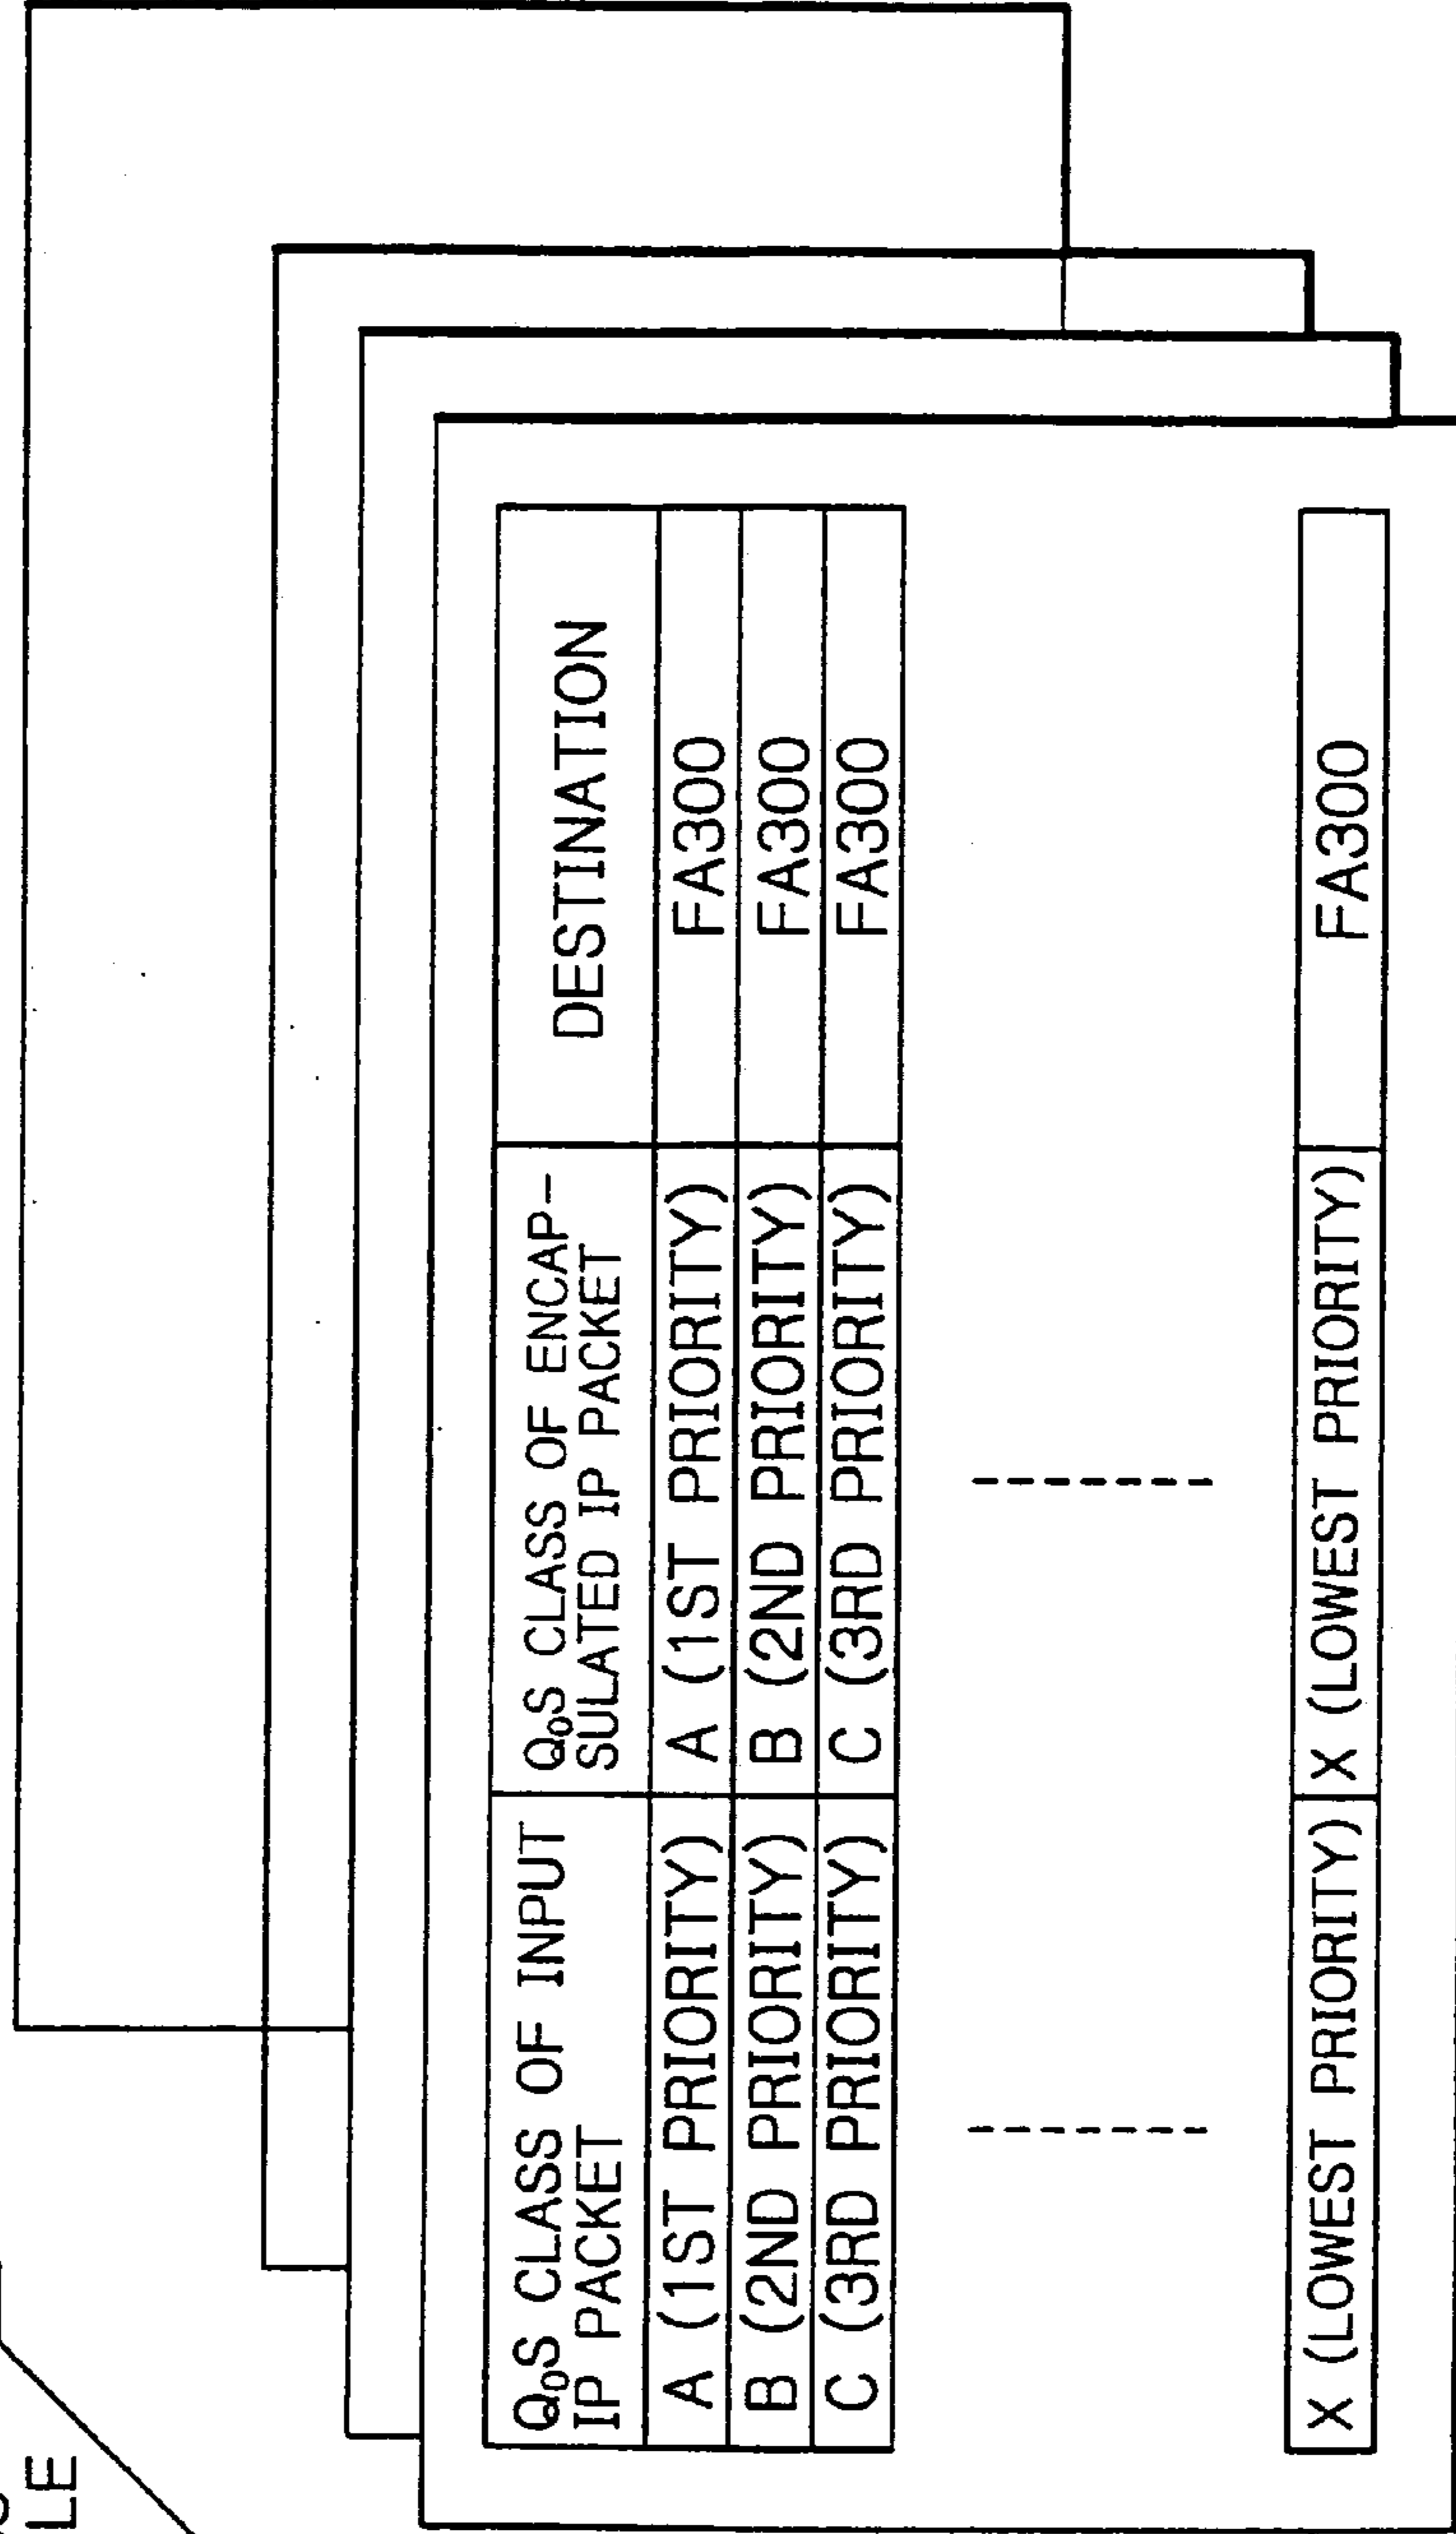 LE
QoS CLASS OF INPUT
IP PACKET
QoS CLASS OF ENCAP-
SULATED IP PACKET
DESTINATION
A (1ST PRIORITY)
A (1ST PRIORITY)
FA300
B (2ND PRIORITY)
B (2ND PRIORITY)
FA300
C (3RD PRIORITY)
C (3RD PRIORITY)
FA300
X (LOWEST PRIORITY)
X (LOWEST PRIORITY)
FA300